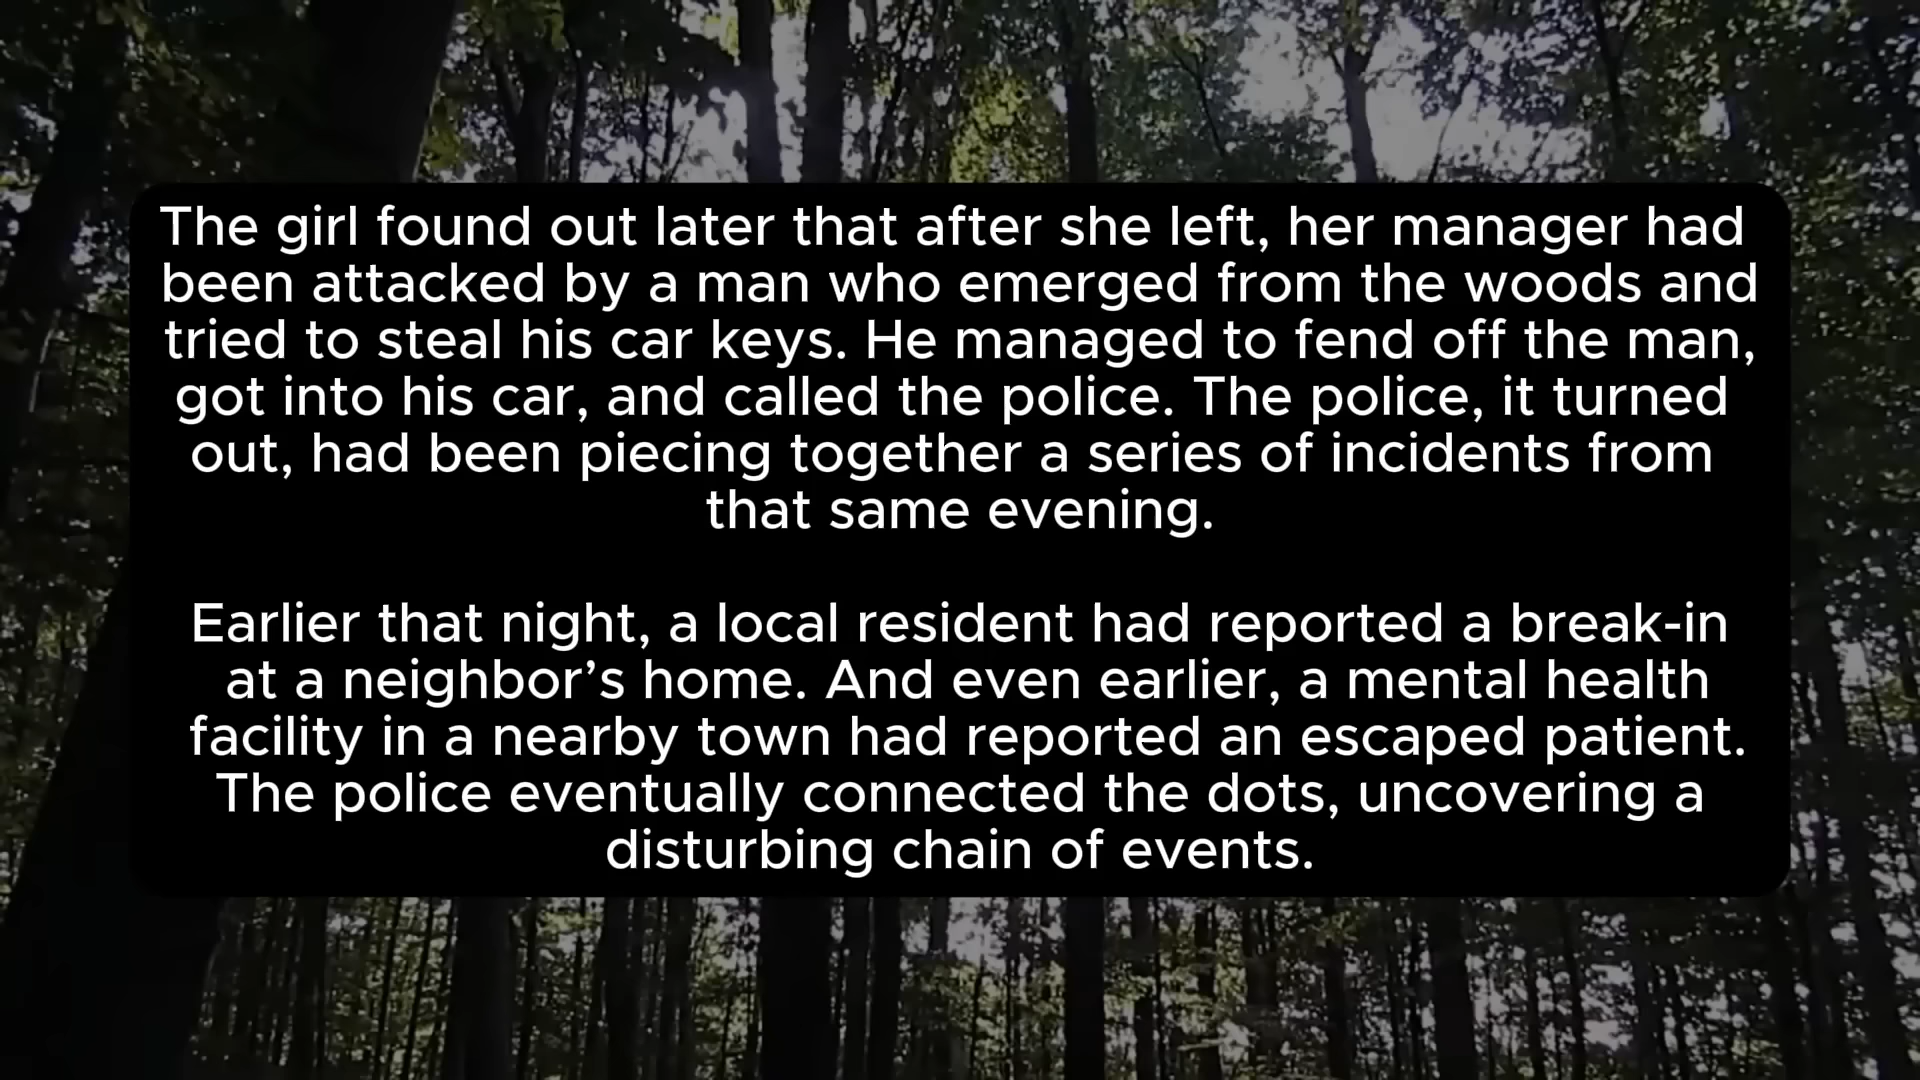 The girl found out later that after she left, her manager had
been attacked by a man who emerged from the woods and
tried to steal his car keys. He managed to fend off the man,
got into his car, and called the police. The police, it turned
out, had been piecing together a series of incidents from
that same evening.
Earlier that night, a local resident had reported a break-in
at a neighbor’s home. And even earlier, a mental health
facility in a nearby town had reported an escaped patient.
The police eventually connected the dots, uncovering a
disturbing chain of events.